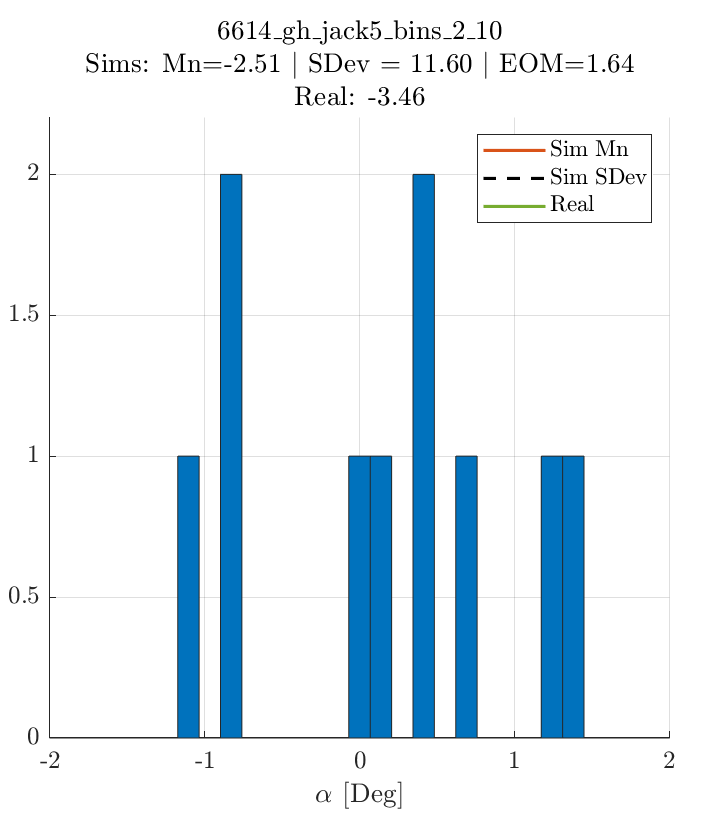 6614_gh_jack5_bins_2_10
Sims: Mn=-2.51 | SDev = 11.60 | EOM=1.64
Real: -3.46
Sim Mn
Sim SDev
Real
2
1.5
1
0.5
0
-2
-1
0
1
2
α [Deg]